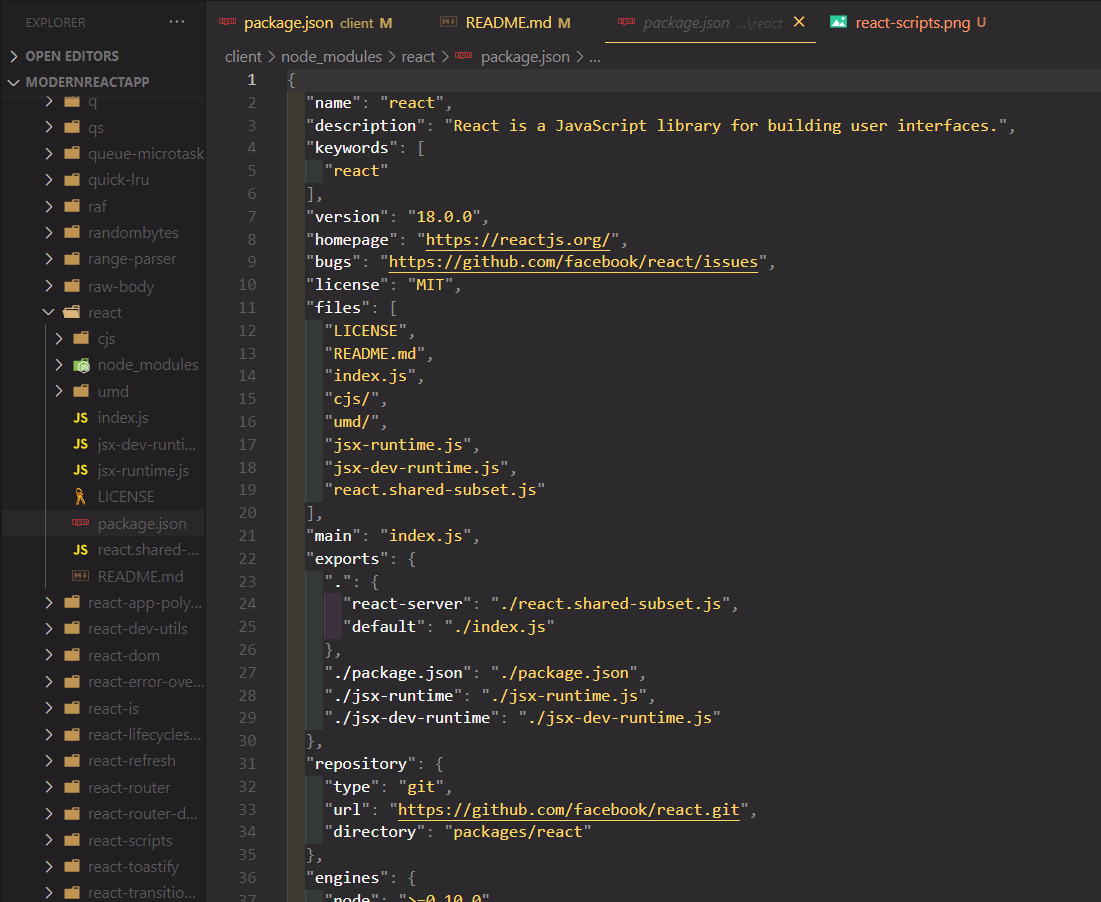 EXPLORER ...
OPEN EDITORS
MODERNREACTAPP
q
qs
queue-microtask
quick-lru
raf
randombytes
range-parser
raw-body
react
cjs
node_modules
umd
JS index.js
JS jsx-dev-runti...
JS jsx-runtime.js
LICENSE
package.json
JS react.shared-...
README.md
react-app-poly...
react-dev-utils
react-dom
react-error-ove...
react-is
react-lifecycles...
react-refresh
react-router
react-router-d...
react-scripts
react-toastify
react-transitio...
package.json client M README.md M package.json ...\react × react-scripts.png U
client > node_modules > react > package.json > ...
1 {
2 "name": "react",
3 "description": "React is a JavaScript library for building user interfaces.",
4 "keywords": [
5 "react"
6 ],
7 "version": "18.0.0",
8 "homepage": "https://reactjs.org/",
9 "bugs": "https://github.com/facebook/react/issues",
10 "license": "MIT",
11 "files": [
12 "LICENSE",
13 "README.md",
14 "index.js",
15 "cjs/",
16 "umd/",
17 "jsx-runtime.js",
18 "jsx-dev-runtime.js",
19 "react.shared-subset.js"
20 ],
21 "main": "index.js",
22 "exports": {
23 ".": {
24 "react-server": "./react.shared-subset.js",
25 "default": "./index.js"
26 },
27 "./package.json": "./package.json",
28 "./jsx-runtime": "./jsx-runtime.js",
29 "./jsx-dev-runtime": "./jsx-dev-runtime.js"
30 },
31 "repository": {
32 "type": "git",
33 "url": "https://github.com/facebook/react.git",
34 "directory": "packages/react"
35 },
36 "engines": {
37 "node": ">=0.10.0"